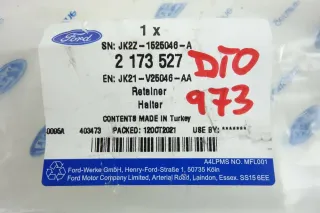 1 x
Ford
SN: JK2Z-1525046-A
2 173 527
EN: JK21-V25046-AA
Retainer
Halter
DTO
973
CONTENTS MADE IN Turkey
0095A 403473 PACKED: 12OCT2021 USE BY:*******
A4LPMS NO. MFL001
Ford-Werke GmbH, Henry-Ford-Straße 1, 50735 Köln
Ford Motor Company Limited, Arterial Road, Laindon, Essex. SS15 6EE